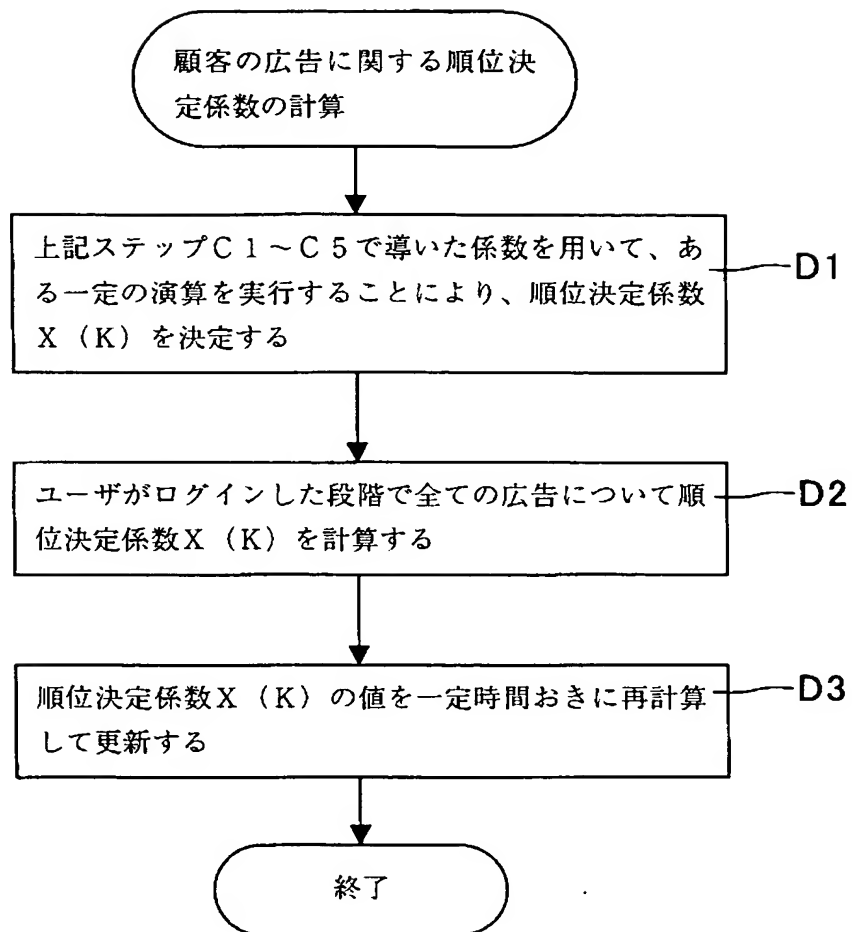 顧客の広告に関する順位決
定係数の計算
上記ステップC1~C5で導いた係数を用いて、あ
る一定の演算を実行することにより、順位決定係数
X(K)を決定する
D1
ユーザがログインした段階で全ての広告について順
位決定係数X(K)を計算する
D2
順位決定係数X(K)の値を一定時間おきに再計算
して更新する
D3
終了